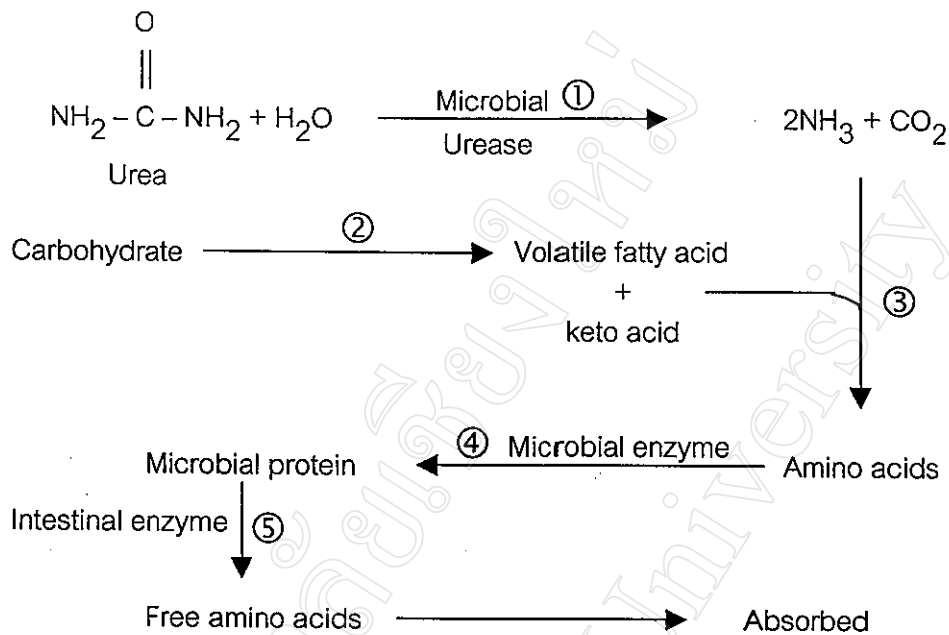 O
NH2 – C – NH2 + H2O
Microbial ①
Urease
2NH3 + CO2
Urea
Carbohydrate
②
Volatile fatty acid
+
keto acid
③
④ Microbial enzyme
Microbial protein
Amino acids
Intestinal enzyme
⑤
Free amino acids
Absorbed
University